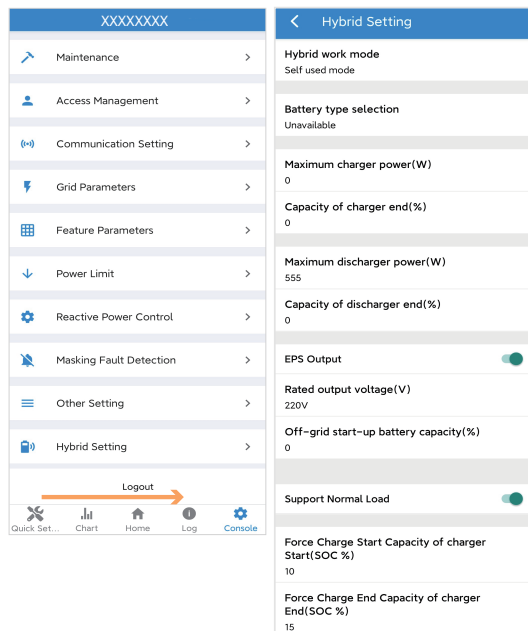 XXXXXXXX
Maintenance
Access Management
Communication Setting
Grid Parameters
Feature Parameters
Power Limit
Reactive Power Control
Masking Fault Detection
Other Setting
Hybrid Setting
Logout
Quick Set... Chart Home Log Console
Hybrid Setting
Hybrid work mode
Self used mode
Battery type selection
Unavailable
Maximum charger power(W)
0
Capacity of charger end(%)
0
Maximum discharger power(W)
555
Capacity of discharger end(%)
0
EPS Output
Rated output voltage(V)
220V
Off-grid start-up battery capacity(%)
0
Support Normal Load
Force Charge Start Capacity of charger
Start(SOC %)
10
Force Charge End Capacity of charger
End(SOC %)
15